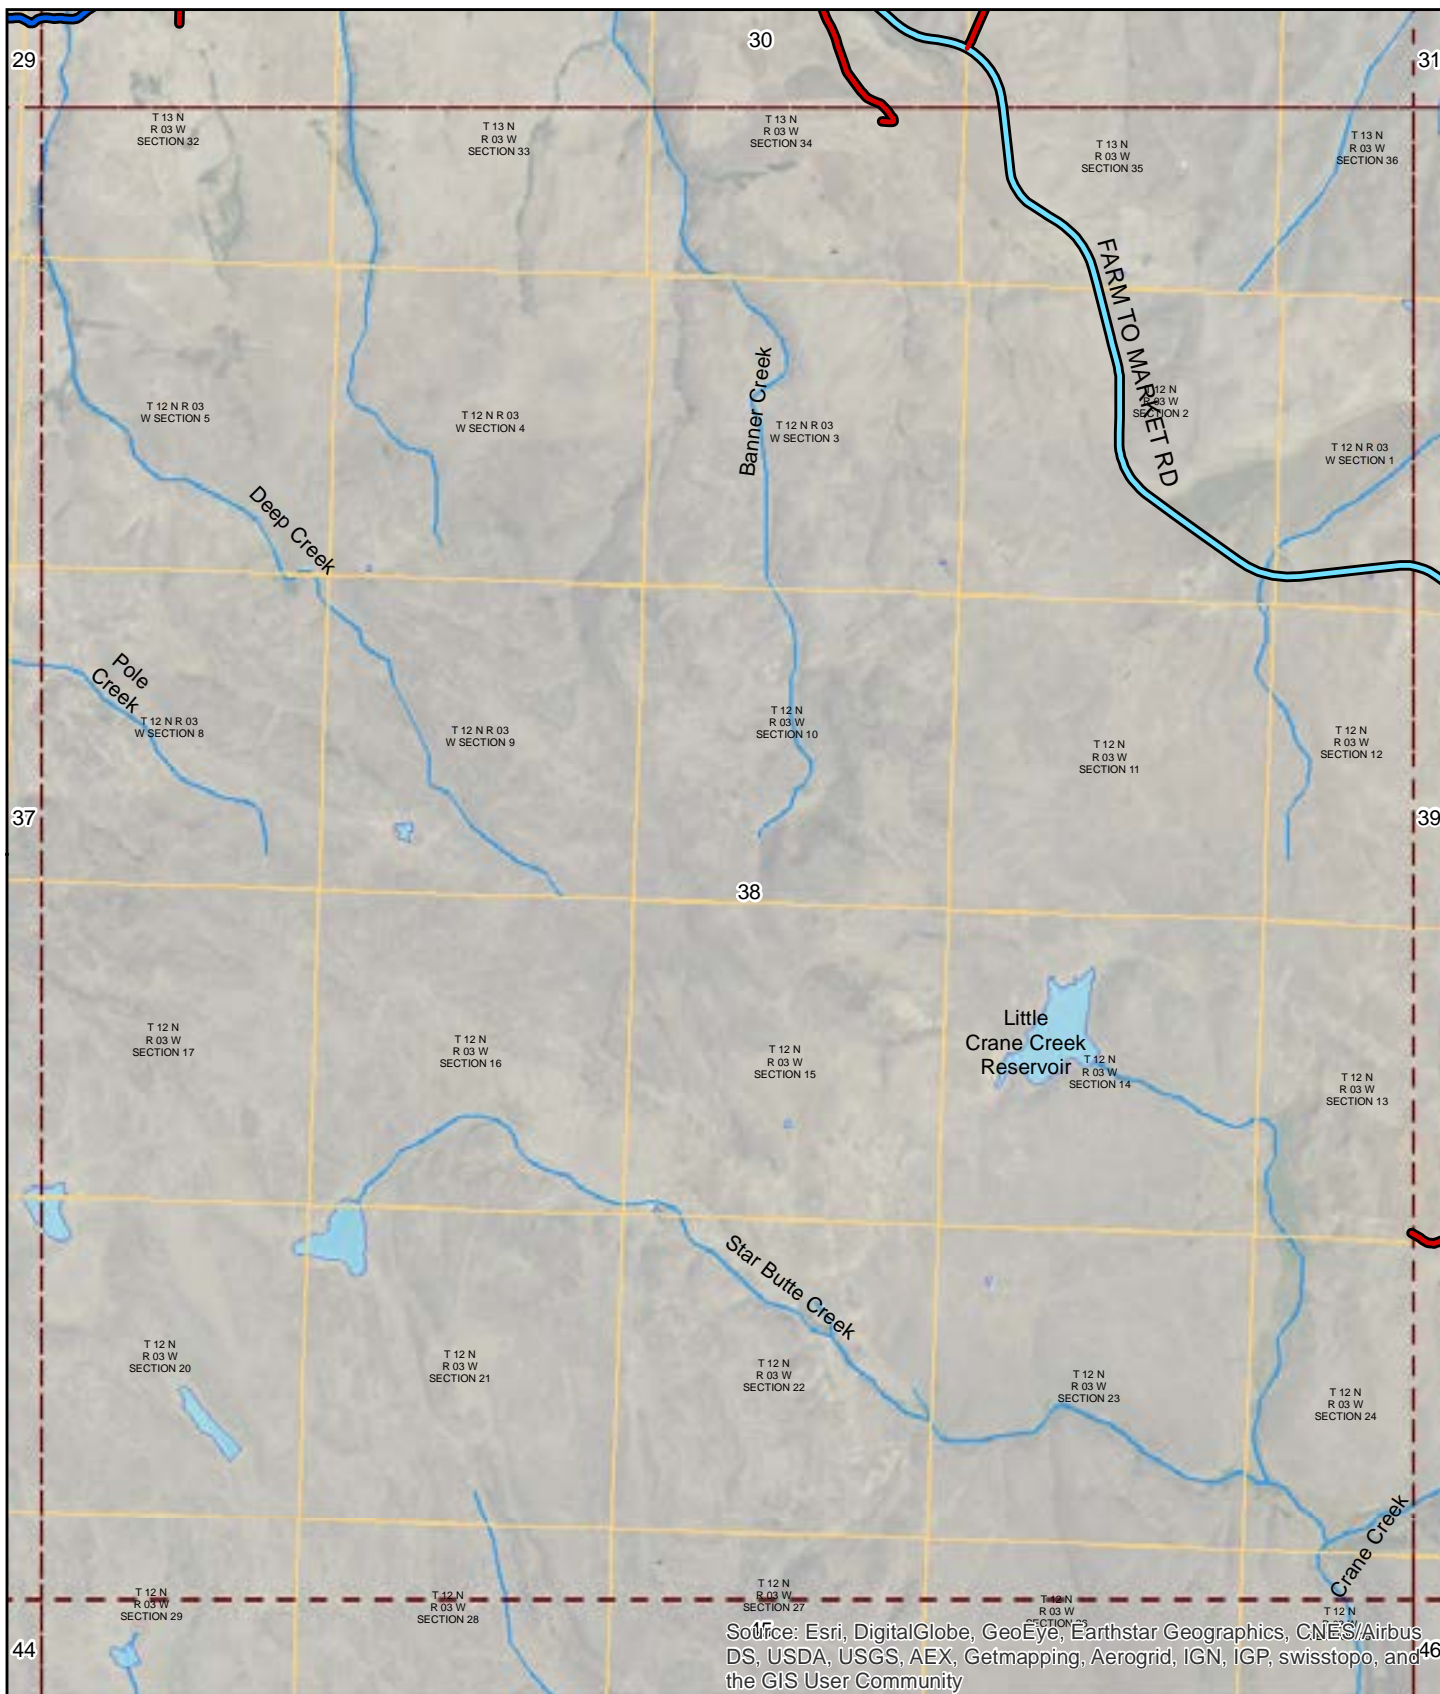 29
30
31
T 13 N
R 03 W
SECTION 32
T 13 N
R 03 W
SECTION 33
T 13 N
R 03 W
SECTION 34
T 13 N
R 03 W
SECTION 35
T 13 N
R 03 W
SECTION 36
FARM TO MARKET RD
T 12 N R 03
W SECTION 5
T 12 N R 03
W SECTION 4
Banner Creek
T 12 N R 03
W SECTION 3
12 N
R 03 W
SECTION 2
T 12 N R 03
W SECTION 1
Deep Creek
Pole
Creek
T 12 N R 03
W SECTION 8
T 12 N R 03
W SECTION 9
T 12 N
R 03 W
SECTION 10
T 12 N
R 03 W
SECTION 11
T 12 N
R 03 W
SECTION 12
37
38
39
Little
Crane Creek
Reservoir
T 12 N
R 03 W
SECTION 17
T 12 N
R 03 W
SECTION 16
T 12 N
R 03 W
SECTION 15
T 12 N
R 03 W
SECTION 14
T 12 N
R 03 W
SECTION 13
Star Butte Creek
T 12 N
R 03 W
SECTION 20
T 12 N
R 03 W
SECTION 21
T 12 N
R 03 W
SECTION 22
T 12 N
R 03 W
SECTION 23
T 12 N
R 03 W
SECTION 24
Crane Creek
T 12 N
R 03 W
SECTION 29
T 12 N
R 03 W
SECTION 28
T 12 N
R 03 W
SECTION 27
T 12 N
R 03 W
T 12 N
44
46
Source: Esri, DigitalGlobe, GeoEye, Earthstar Geographics, CNES/Airbus
DS, USDA, USGS, AEX, Getmapping, Aerogrid, IGN, IGP, swisstopo, and
the GIS User Community